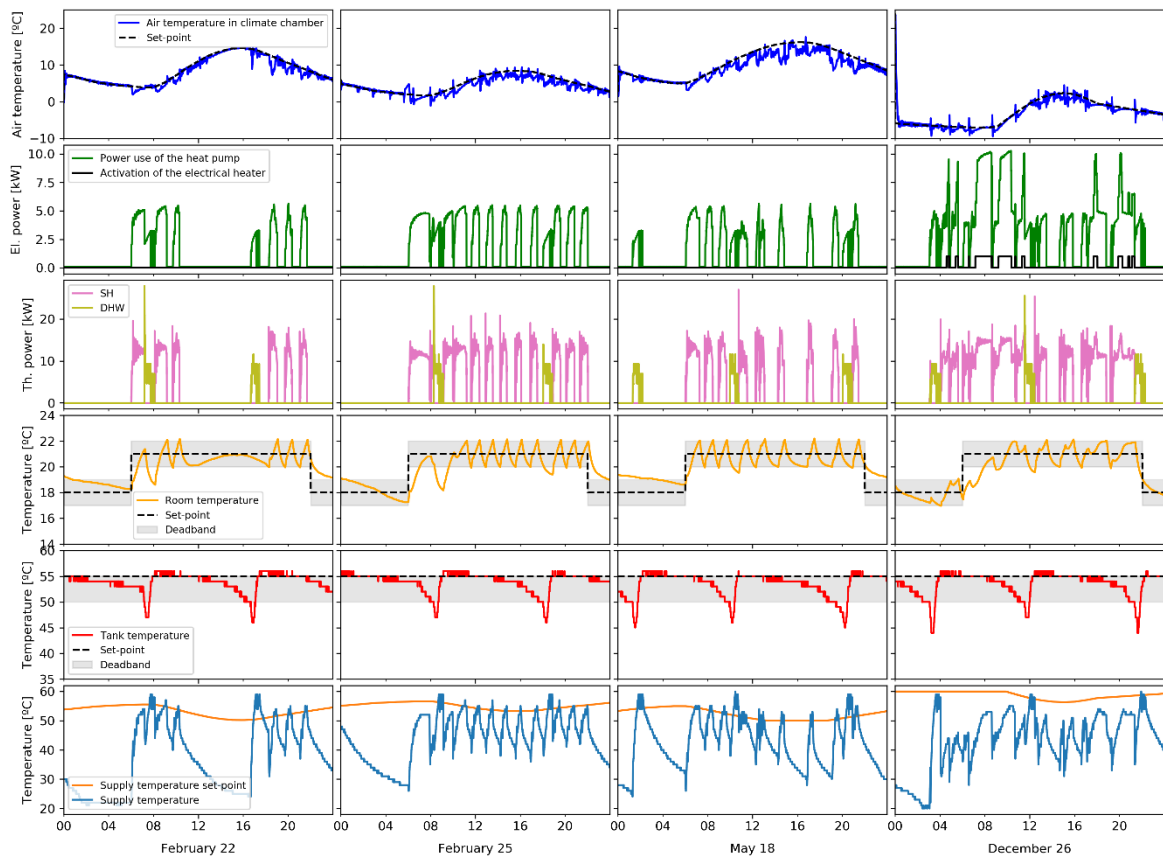 Air temperature [ºC]
20
10
0
−10
Air temperature in climate chamber
Set-point
El. power [kW]
10.0
7.5
5.0
2.5
0.0
Power use of the heat pump
Activation of the electrical heater
Th. power [kW]
20
10
0
SH
DHW
Temperature [ºC]
24
22
20
18
16
14
Room temperature
Set-point
Deadband
Temperature [ºC]
60
55
50
45
40
35
Tank temperature
Set-point
Deadband
Temperature [ºC]
60
50
40
30
20
Supply temperature set-point
Supply temperature
00 04 08 12 16 20 00 04 08 12 16 20 00 04 08 12 16 20 00 04 08 12 16 20
February 22 February 25 May 18 December 26